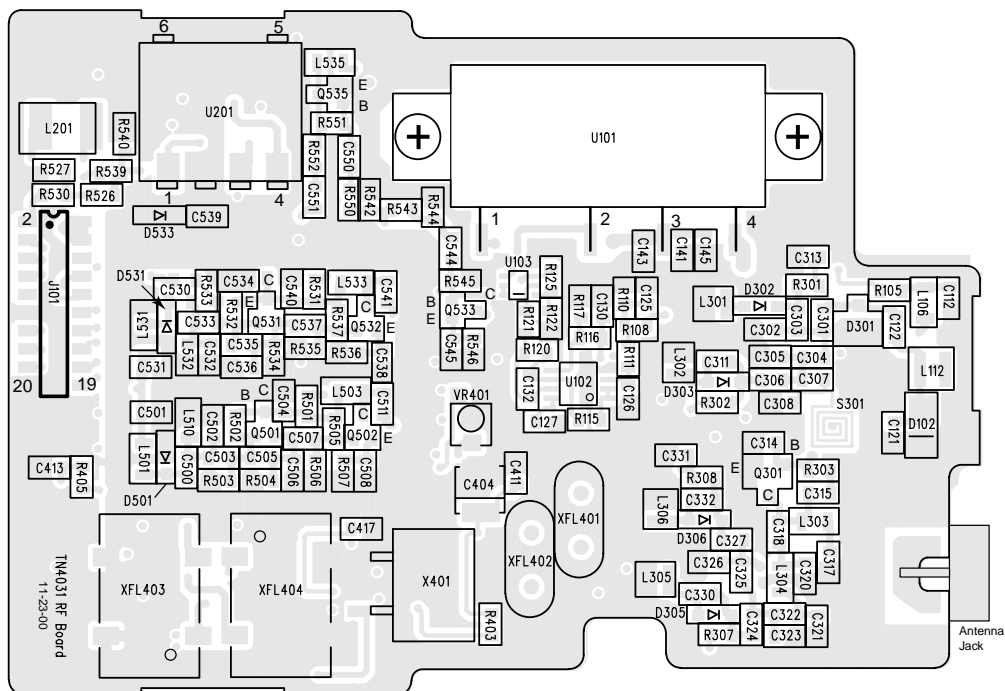 6
5
L535
E
Q535
B
R551
U201
L201
R540
R527
R539
R530
R526
2
1
4
R552
C550
C551
R550
R542
R543
R544
D533
C539
U101
1
2
3
4
J101
20
19
D531
C530
R533
C534
C
C540
R531
L533
C541
L531
C533
R532
E
Q531
C537
R537
C
Q532
E
L532
C532
C535
C536
R534
R535
R536
C538
C531
C544
R545
B
E
Q533
C
C545
R546
U103
R125
R121
R122
R120
R117
C130
R116
R110
C125
R108
R111
C143
C141
C145
C132
U102
C126
C127
R115
C313
R301
D302
L301
C302
C303
C301
D301
R105
C122
L106
C112
L302
C311
C305
C304
D303
C306
C307
R302
C308
L112
S301
C121
D102
C501
L510
C502
R502
B
C
Q501
C504
R501
L503
C511
C507
R505
Q502
E
L501
C500
C503
C505
R503
R504
C506
R506
R507
C508
D501
VR401
C404
C411
C413
R405
C331
R308
C332
L306
D306
C327
C326
C325
C314
B
E
Q301
C
R303
C315
L303
C318
C317
L304
C320
L305
C330
D305
R307
C324
C322
C323
C321
XFL401
XFL402
XFL403
XFL404
C417
X401
R403
TN4031 RF Board
11-23-00
Antenna
Jack